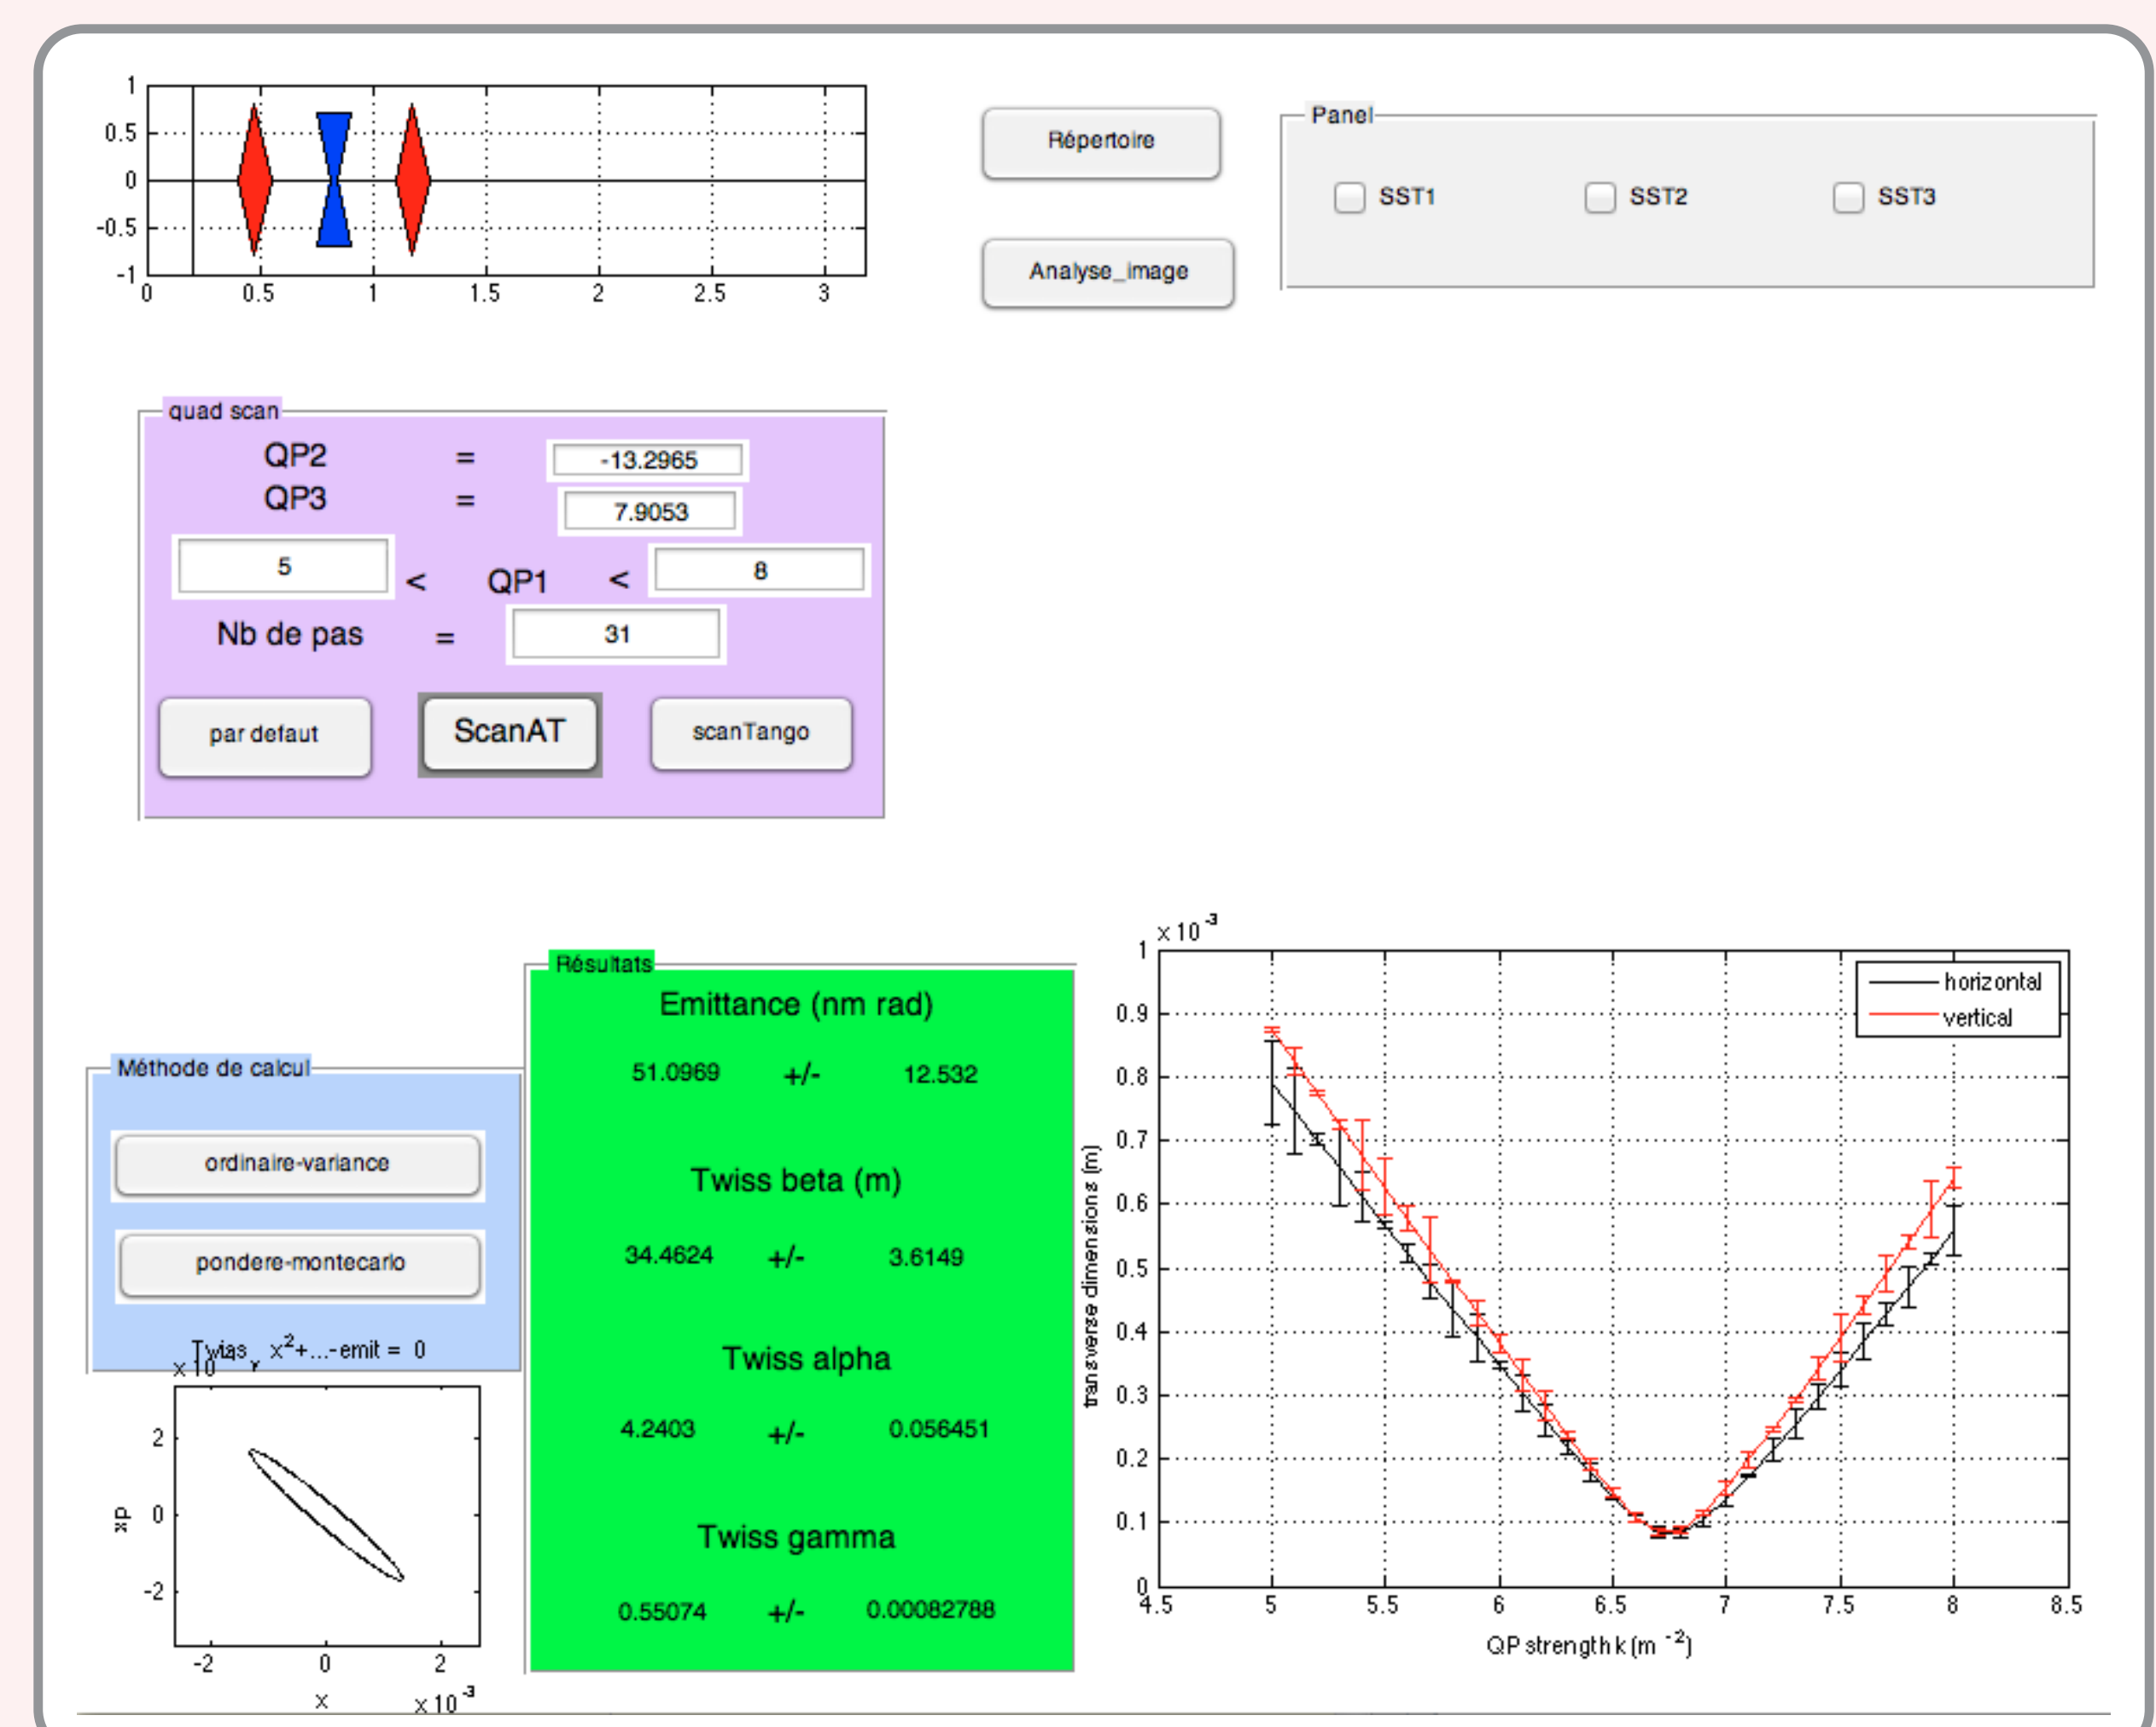 1
0.5
0
-0.5
-1
0 0.5 1 1.5 2 2.5 3
Répertoire
Analyse_image
Panel
SST1 SST2 SST3
quad scan
QP2 = -13.2965
QP3 = 7.9053
5 < QP1 < 8
Nb de pas = 31
par defaut ScanAT scanTango
Méthode de calcul
ordinaire-variance
pondere-montecarlo
x²+...-emit = 0
x 10
2
0
-2
xp
-2 0 2
x x 10⁻³
Résultats
Emittance (nm rad)
51.0969 +/- 12.532
Twiss beta (m)
34.4624 +/- 3.6149
Twiss alpha
4.2403 +/- 0.056451
Twiss gamma
0.55074 +/- 0.00082788
x 10⁻³
1
0.9
0.8
0.7
0.6
0.5
0.4
0.3
0.2
0.1
0
transverse dimensions (m)
horizontal
vertical
4.5 5 5.5 6 6.5 7 7.5 8 8.5
QP strength k (m⁻²)